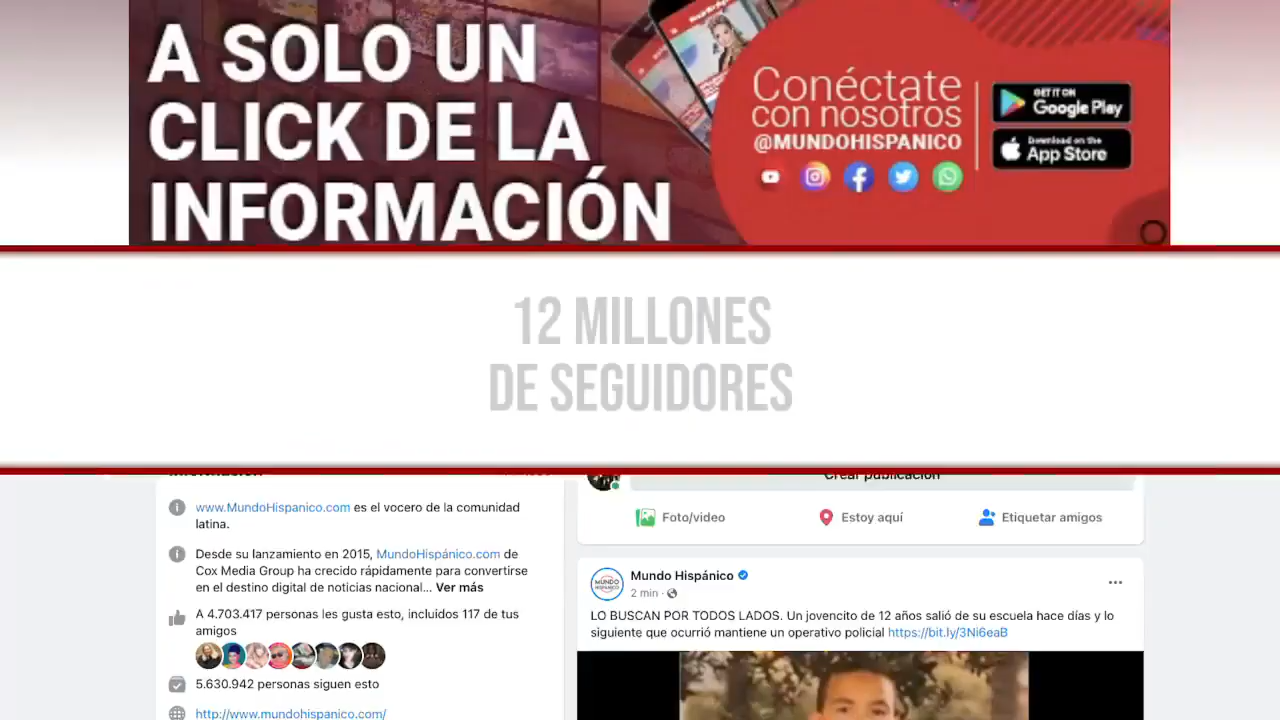 A SOLO UN
CLICK DE LA
INFORMACIÓN
Conéctate
con nosotros
@MUNDOHISPANICO
GET IT ON
Google Play
Download on the
App Store
12 MILLONES
DE SEGUIDORES
Crear publicación
Foto/video
Estoy aquí
Etiquetar amigos
www.MundoHispanico.com es el vocero de la comunidad
latina.
Desde su lanzamiento en 2015, MundoHispánico.com de
Cox Media Group ha crecido rápidamente para convertirse
en el destino digital de noticias nacional... Ver más
A 4.703.417 personas les gusta esto, incluidos 117 de tus
amigos
5.630.942 personas siguen esto
http://www.mundohispanico.com/
MUNDO
HISPÁNICO
Mundo Hispánico
2 min ·
LO BUSCAN POR TODOS LADOS. Un jovencito de 12 años salió de su escuela hace días y lo
siguiente que ocurrió mantiene un operativo policial https://bit.ly/3Ni6eaB